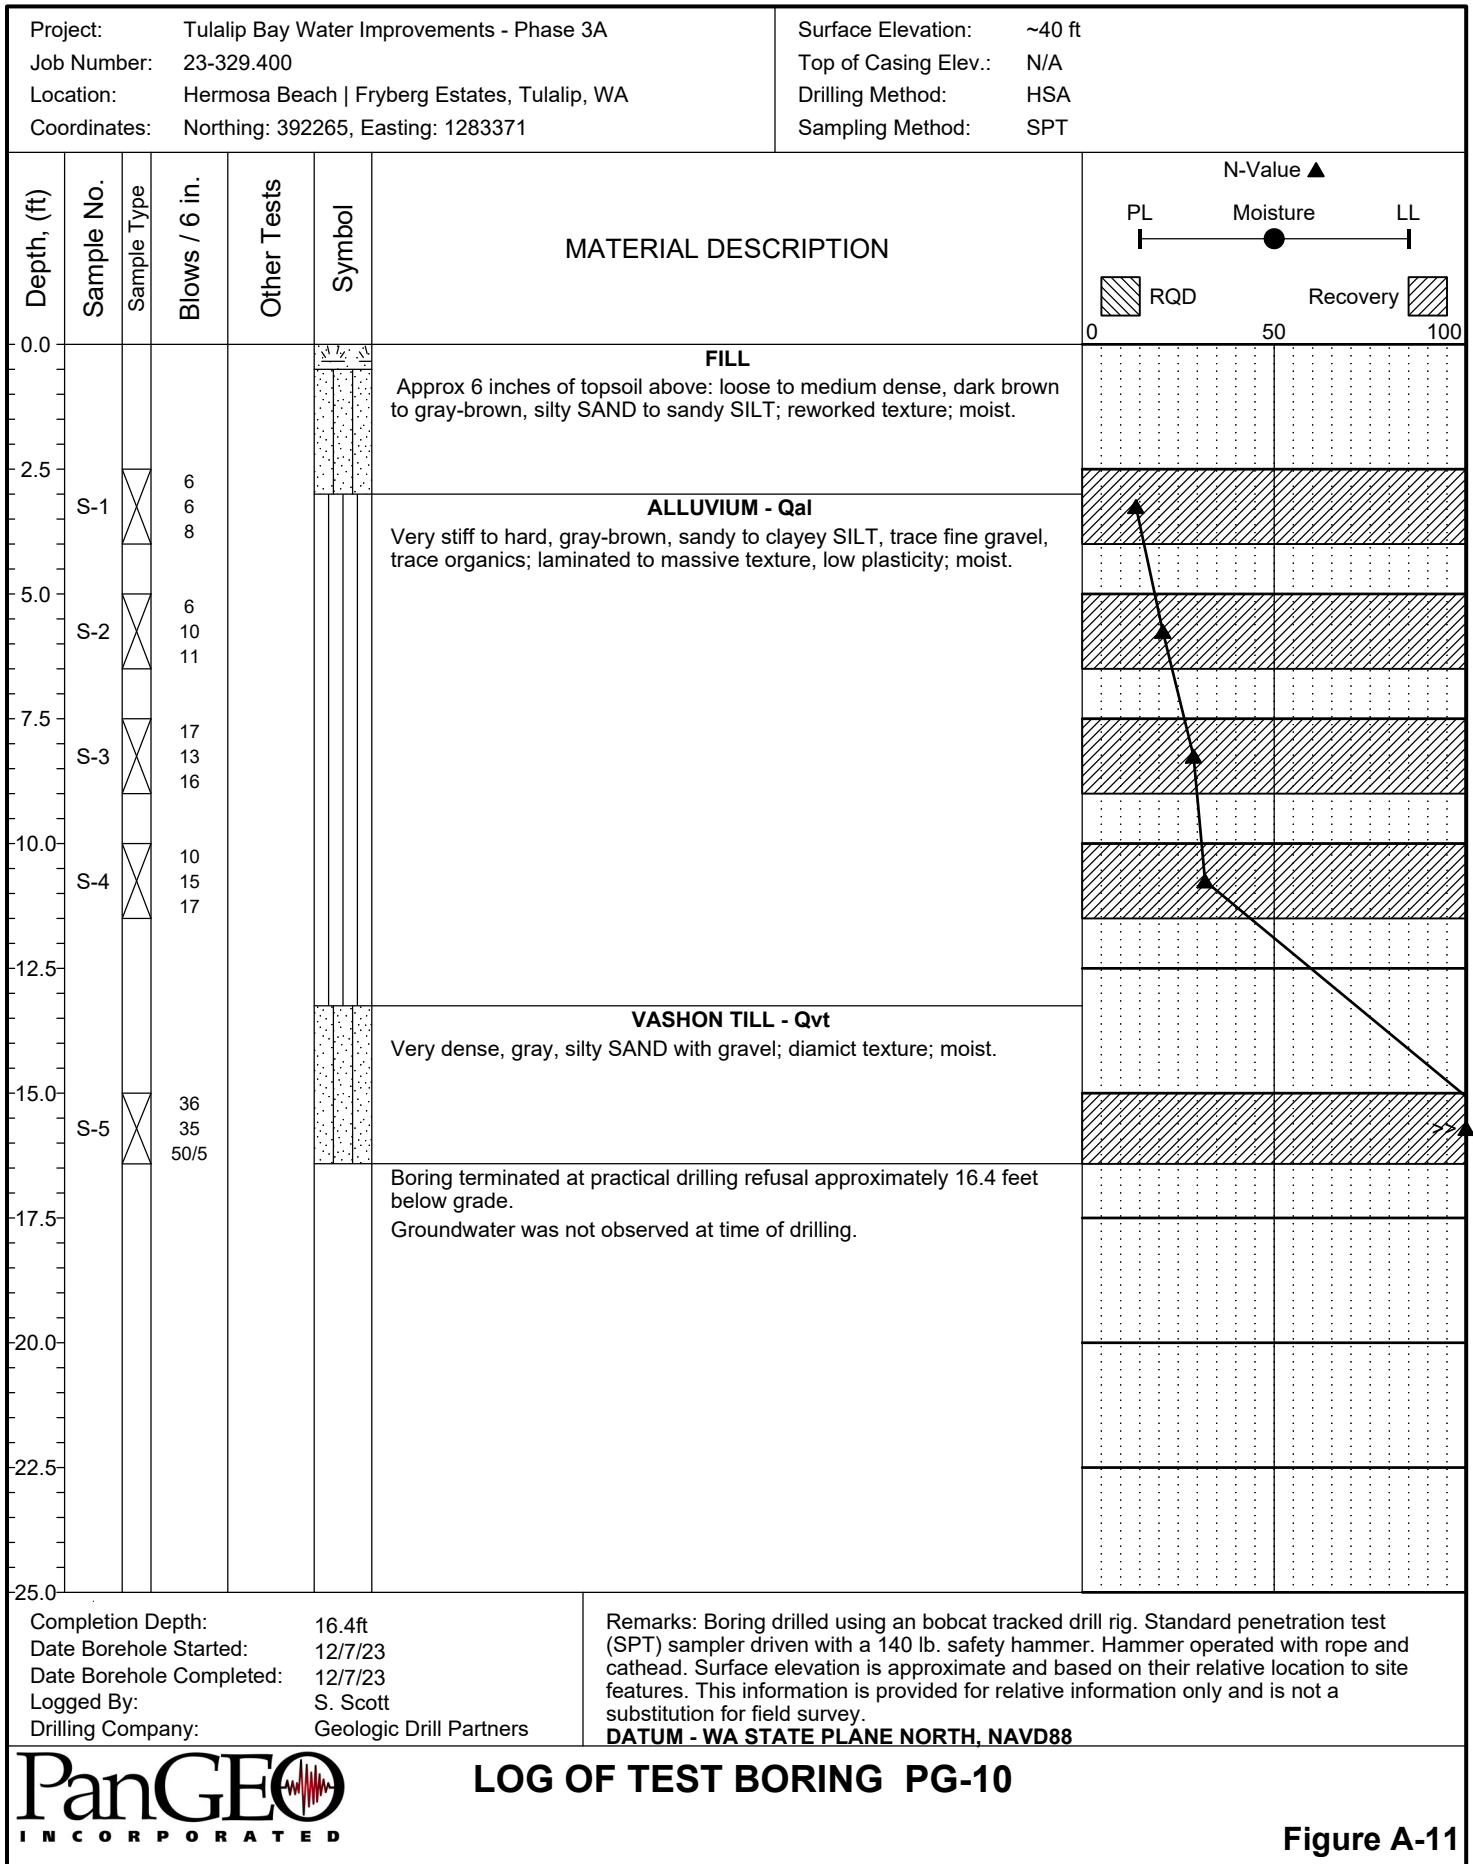 Project: Tulalip Bay Water Improvements - Phase 3A
Job Number: 23-329.400
Location: Hermosa Beach | Fryberg Estates, Tulalip, WA
Coordinates: Northing: 392265, Easting: 1283371
Surface Elevation: ~40 ft
Top of Casing Elev.: N/A
Drilling Method: HSA
Sampling Method: SPT
Depth, (ft)
Sample No.
Sample Type
Blows / 6 in.
Other Tests
Symbol
MATERIAL DESCRIPTION
N-Value ▲
PL Moisture LL
RQD Recovery
0 50 100
0.0
FILL
Approx 6 inches of topsoil above: loose to medium dense, dark brown
to gray-brown, silty SAND to sandy SILT; reworked texture; moist.
2.5
S-1
6
6
8
ALLUVIUM - Qal
Very stiff to hard, gray-brown, sandy to clayey SILT, trace fine gravel,
trace organics; laminated to massive texture, low plasticity; moist.
5.0
S-2
6
10
11
7.5
S-3
17
13
16
10.0
S-4
10
15
17
12.5
VASHON TILL - Qvt
Very dense, gray, silty SAND with gravel; diamict texture; moist.
15.0
S-5
36
35
50/5
>>
Boring terminated at practical drilling refusal approximately 16.4 feet
below grade.
17.5
Groundwater was not observed at time of drilling.
20.0
22.5
25.0
Completion Depth: 16.4ft
Date Borehole Started: 12/7/23
Date Borehole Completed: 12/7/23
Logged By: S. Scott
Drilling Company: Geologic Drill Partners
Remarks: Boring drilled using an bobcat tracked drill rig. Standard penetration test
(SPT) sampler driven with a 140 lb. safety hammer. Hammer operated with rope and
cathead. Surface elevation is approximate and based on their relative location to site
features. This information is provided for relative information only and is not a
substitution for field survey.
DATUM - WA STATE PLANE NORTH, NAVD88
PanGEO
INCORPORATED
LOG OF TEST BORING PG-10
Figure A-11